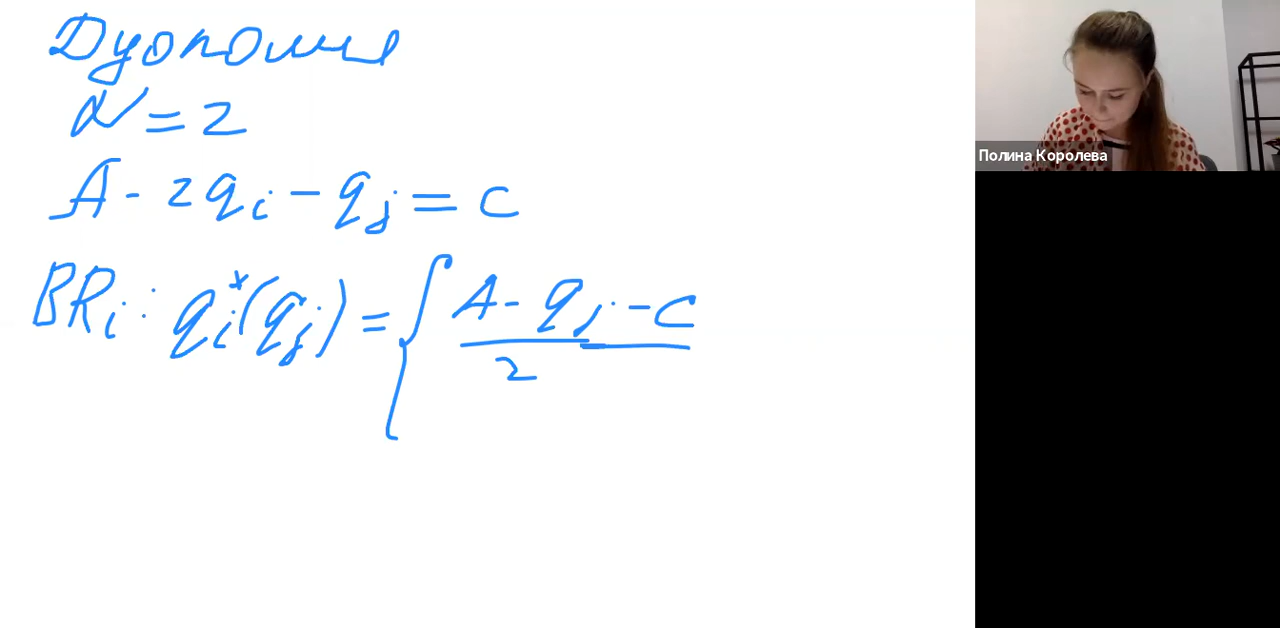 Дуополия
N = 2
A - 2qi - qj = c
BRi : qi*(qj) = { A - qj - c
2
Полина Королева